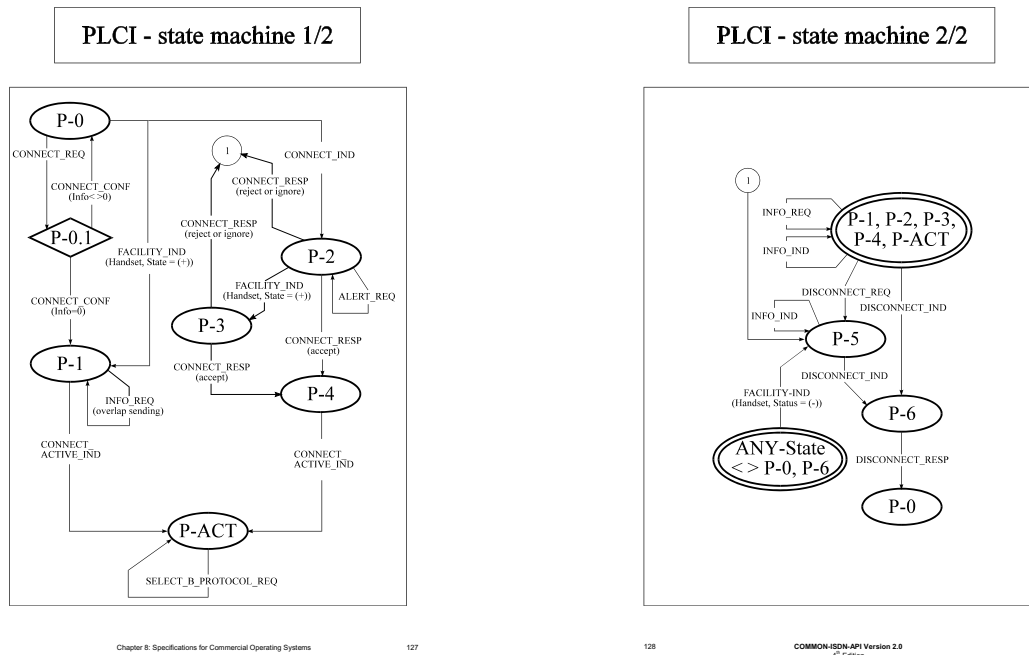 PLCI - state machine 1/2
P-0
CONNECT_REQ
CONNECT_CONF
(Info< >0)
P-0.1
CONNECT_CONF
(Info=0)
FACILITY_IND
(Handset, State = (+))
P-1
INFO_REQ
(overlap sending)
CONNECT_
ACTIVE_IND
1
CONNECT_RESP
(reject or ignore)
CONNECT_RESP
(reject or ignore)
CONNECT_IND
P-2
FACILITY_IND
(Handset, State = (+))
ALERT_REQ
P-3
CONNECT_RESP
(accept)
CONNECT_RESP
(accept)
P-4
CONNECT_
ACTIVE_IND
P-ACT
SELECT_B_PROTOCOL_REQ
Chapter 8: Specifications for Commercial Operating Systems
127
PLCI - state machine 2/2
1
INFO_REQ
INFO_IND
P-1, P-2, P-3,
P-4, P-ACT
DISCONNECT_REQ
DISCONNECT_IND
INFO_IND
P-5
DISCONNECT_IND
FACILITY-IND
(Handset, Status = (-))
P-6
ANY-State
< > P-0, P-6
DISCONNECT_RESP
P-0
128
COMMON-ISDN-API Version 2.0
4th Edition